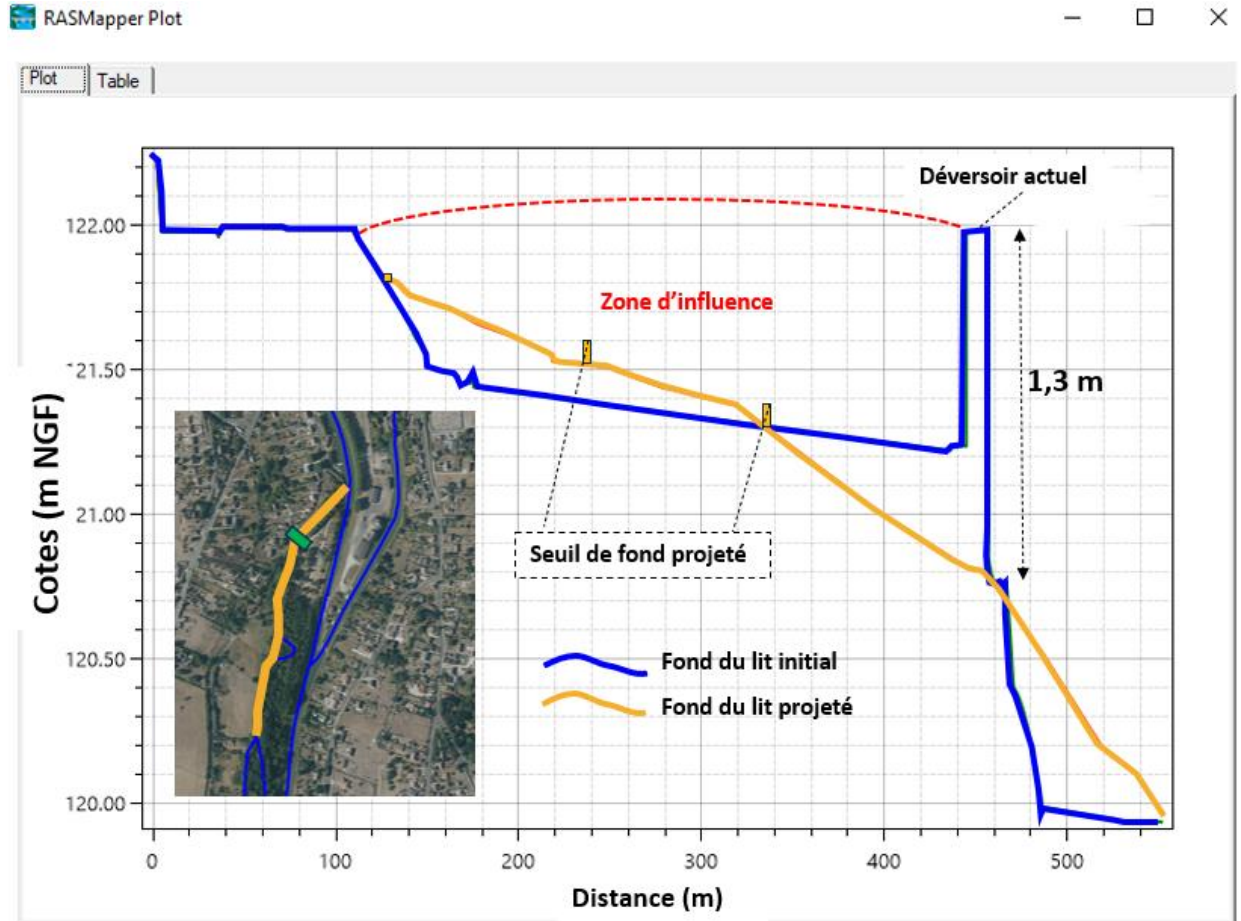 RASMapper Plot
Plot
Table
Déversoir actuel
122.00
Zone d'influence
21.50
1,3 m
21.00
Seuil de fond projeté
Cotes (m NGF)
120.50
Fond du lit initial
Fond du lit projeté
120.00
0
100
200
300
400
500
Distance (m)